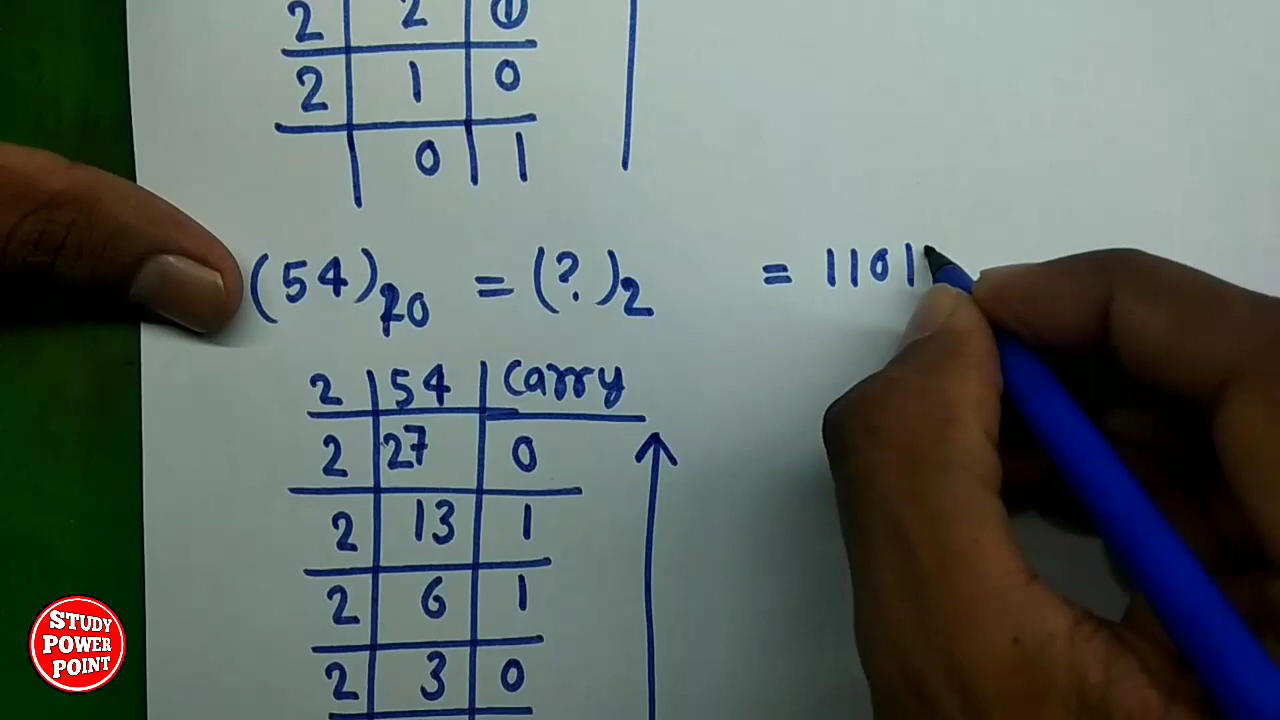 2 2 1
2 1 0
0 1
(54)10 = (?)2 = 1101
2 54 Carry
2 27 0
2 13 1
2 6 1
2 3 0
STUDY
POWER
POINT